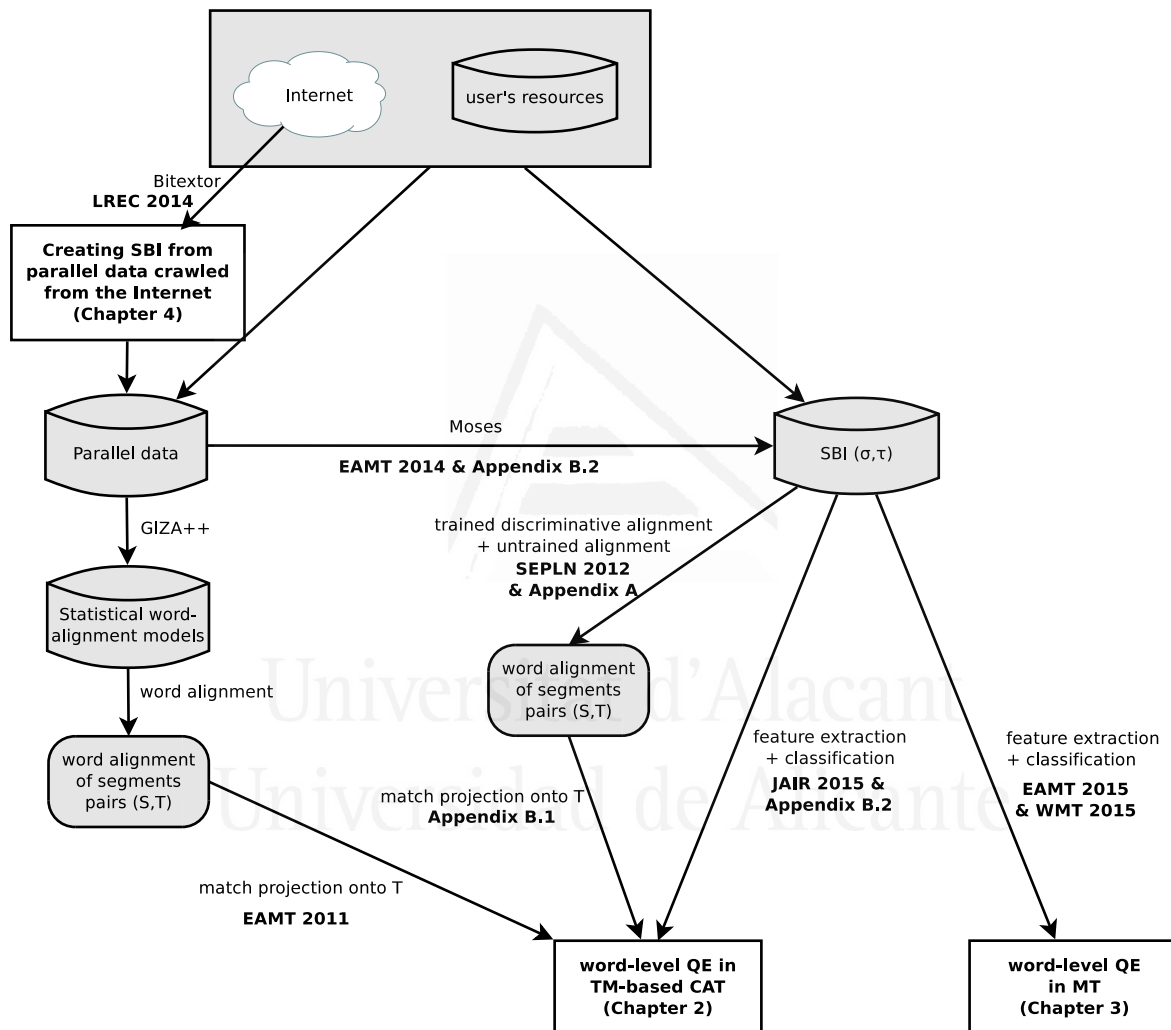 Internet
user's resources
Bitextor
LREC 2014
Creating SBI from
parallel data crawled
from the Internet
(Chapter 4)
Parallel data
Moses
EAMT 2014 & Appendix B.2
SBI (σ,τ)
GIZA++
trained discriminative alignment
+ untrained alignment
SEPLN 2012
& Appendix A
Statistical word-
alignment models
word alignment
of segments
pairs (S,T)
word alignment
word alignment
of segments
pairs (S,T)
feature extraction
+ classification
JAIR 2015 &
Appendix B.2
feature extraction
+ classification
EAMT 2015
& WMT 2015
match projection onto T
Appendix B.1
match projection onto T
EAMT 2011
word-level QE in
TM-based CAT
(Chapter 2)
word-level QE
in MT
(Chapter 3)
Universitat d'Alacant
Universidad de Alicante